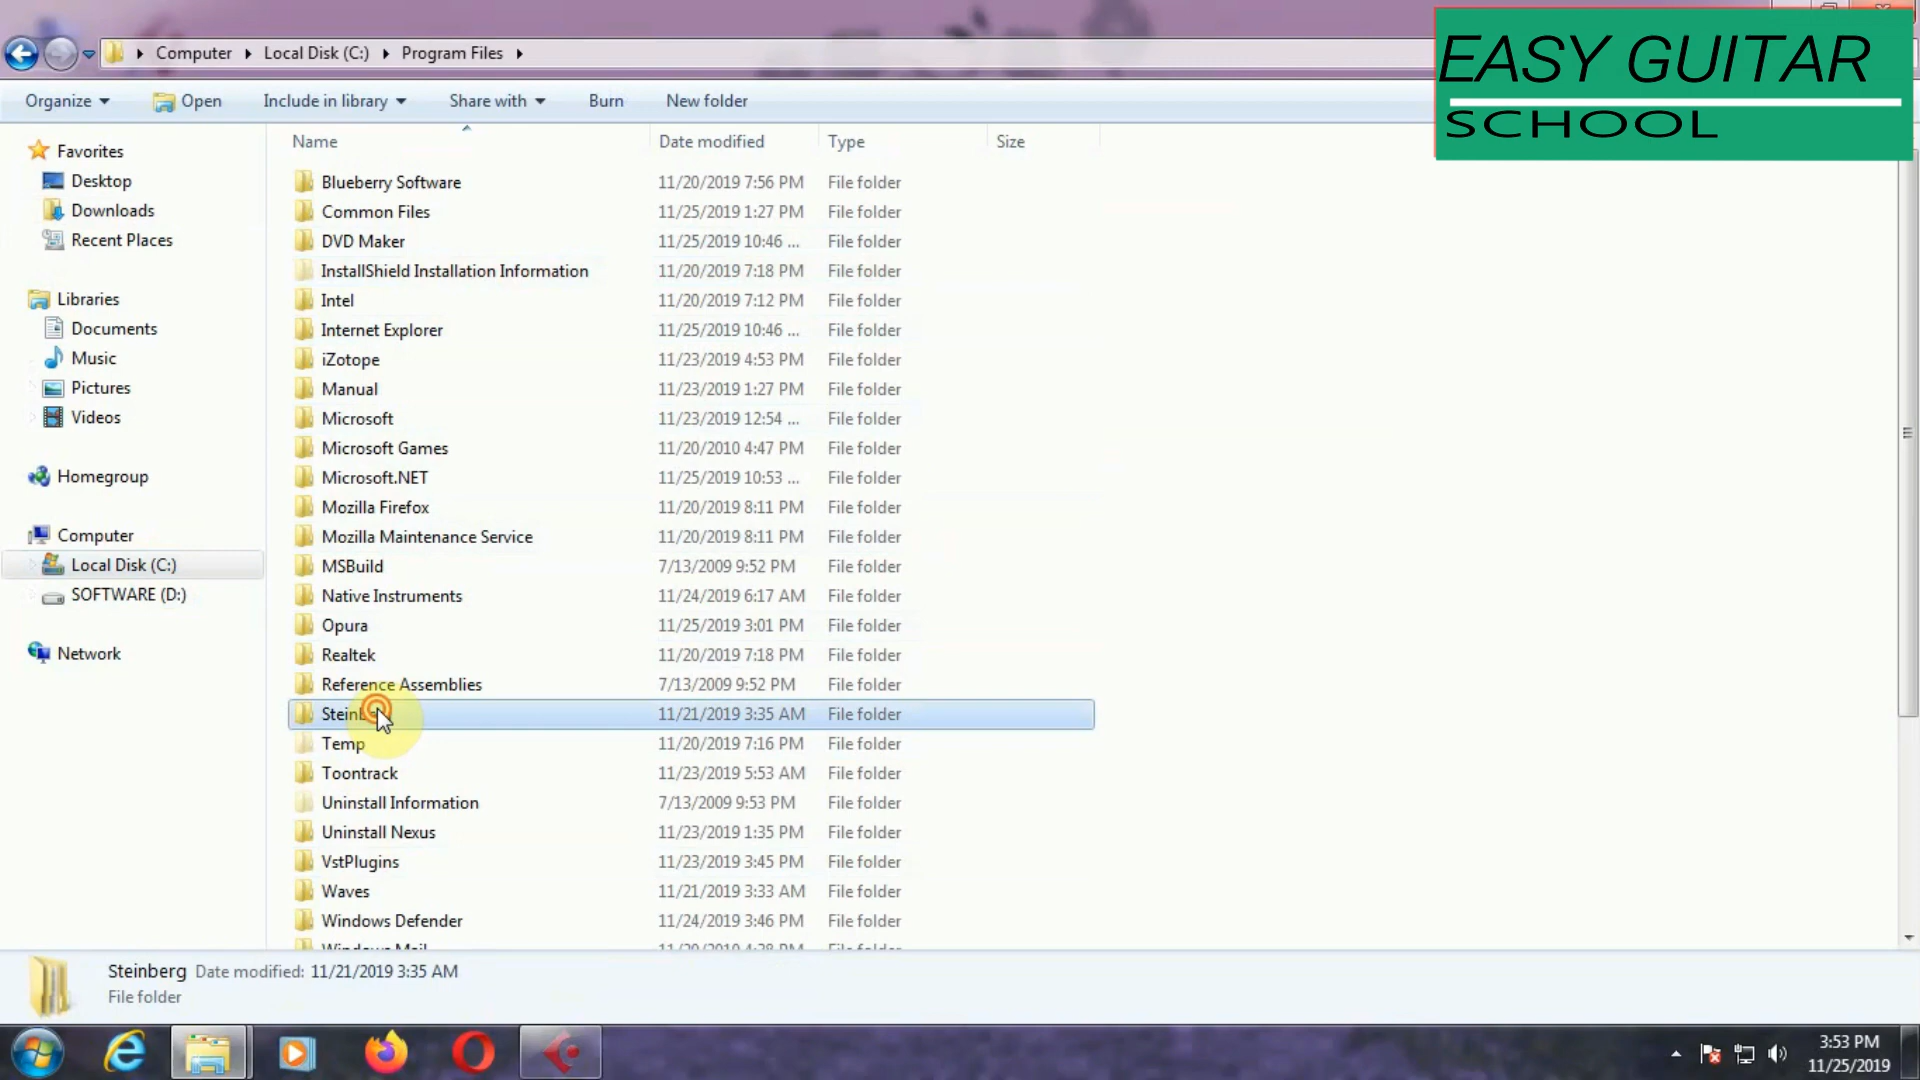 Computer Local Disk (C:) Program Files
EASY GUITAR
SCHOOL
Organize Open Include in library Share with Burn New folder
Name Date modified Type Size
Favorites
Desktop
Downloads
Recent Places
Libraries
Documents
Music
Pictures
Videos
Homegroup
Computer
Local Disk (C:)
SOFTWARE (D:)
Network
Blueberry Software 11/20/2019 7:56 PM File folder
Common Files 11/25/2019 1:27 PM File folder
DVD Maker 11/25/2019 10:46 ... File folder
InstallShield Installation Information 11/20/2019 7:18 PM File folder
Intel 11/20/2019 7:12 PM File folder
Internet Explorer 11/25/2019 10:46 ... File folder
iZotope 11/23/2019 4:53 PM File folder
Manual 11/23/2019 1:27 PM File folder
Microsoft 11/23/2019 12:54 ... File folder
Microsoft Games 11/20/2010 4:47 PM File folder
Microsoft.NET 11/25/2019 10:53 ... File folder
Mozilla Firefox 11/20/2019 8:11 PM File folder
Mozilla Maintenance Service 11/20/2019 8:11 PM File folder
MSBuild 7/13/2009 9:52 PM File folder
Native Instruments 11/24/2019 6:17 AM File folder
Opura 11/25/2019 3:01 PM File folder
Realtek 11/20/2019 7:18 PM File folder
Reference Assemblies 7/13/2009 9:52 PM File folder
11/21/2019 3:35 AM File folder
Temp 11/20/2019 7:16 PM File folder
Toontrack 11/23/2019 5:53 AM File folder
Uninstall Information 7/13/2009 9:53 PM File folder
Uninstall Nexus 11/23/2019 1:35 PM File folder
VstPlugins 11/23/2019 3:45 PM File folder
Waves 11/21/2019 3:33 AM File folder
Windows Defender 11/24/2019 3:46 PM File folder
Steinberg Date modified: 11/21/2019 3:35 AM
File folder
3:53 PM
11/25/2019